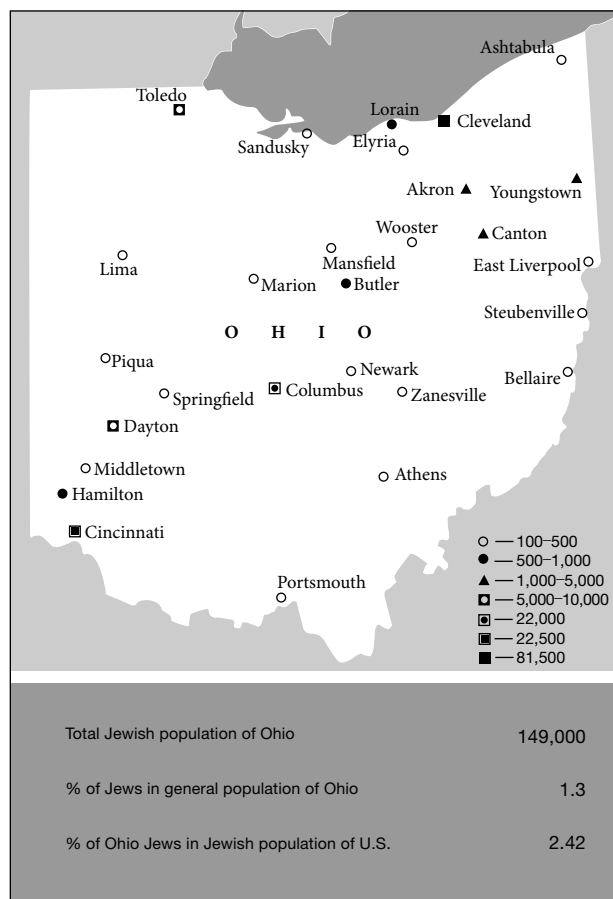 Ashtabula
Toledo
Lorain
Cleveland
Sandusky
Elyria
Akron
Youngstown
Wooster
Canton
Lima
Mansfield
East Liverpool
Marion
Butler
Steubenville
O H I O
Piqua
Newark
Bellaire
Springfield
Columbus
Zanesville
Dayton
Middletown
Athens
Hamilton
Cincinnati
Portsmouth
— 100–500
— 500–1,000
— 1,000–5,000
— 5,000–10,000
— 22,000
— 22,500
— 81,500
Total Jewish population of Ohio 149,000
% of Jews in general population of Ohio 1.3
% of Ohio Jews in Jewish population of U.S. 2.42